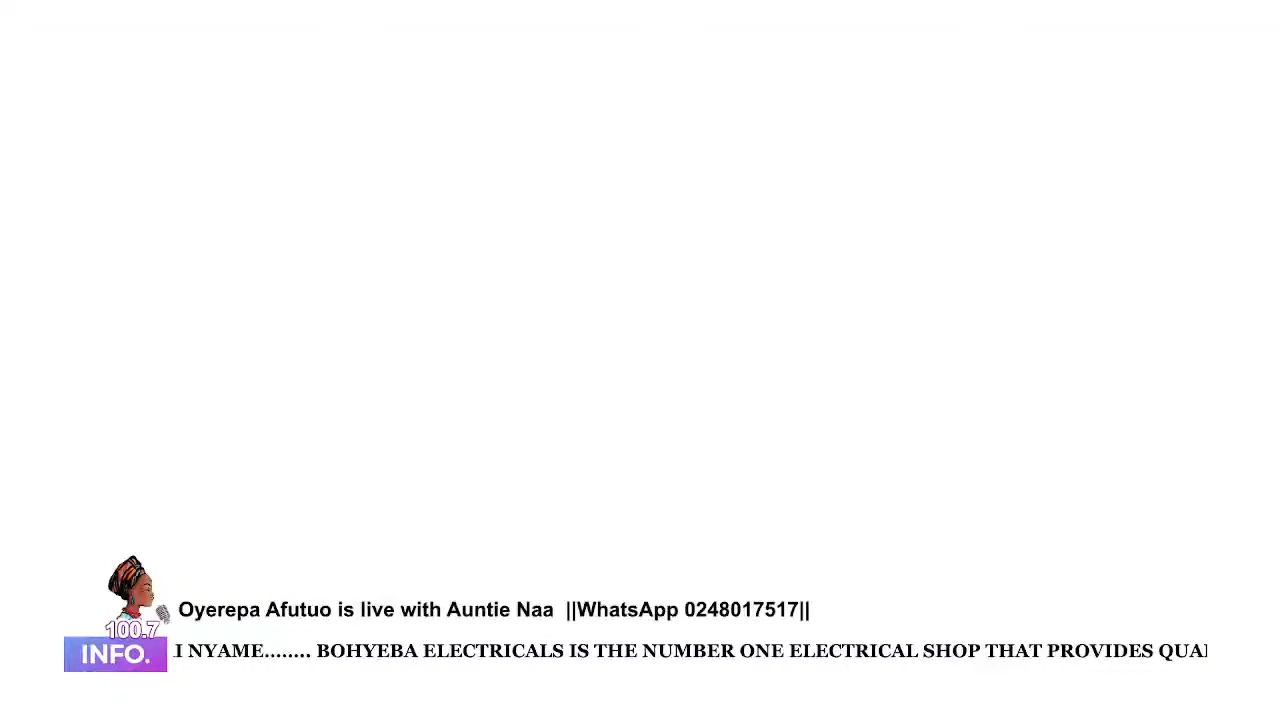 Oyerepa Afutuo is live with Auntie Naa ||WhatsApp 0248017517||
100.7
INFO.
.I NYAME........ BOHYEBA ELECTRICALS IS THE NUMBER ONE ELECTRICAL SHOP THAT PROVIDES